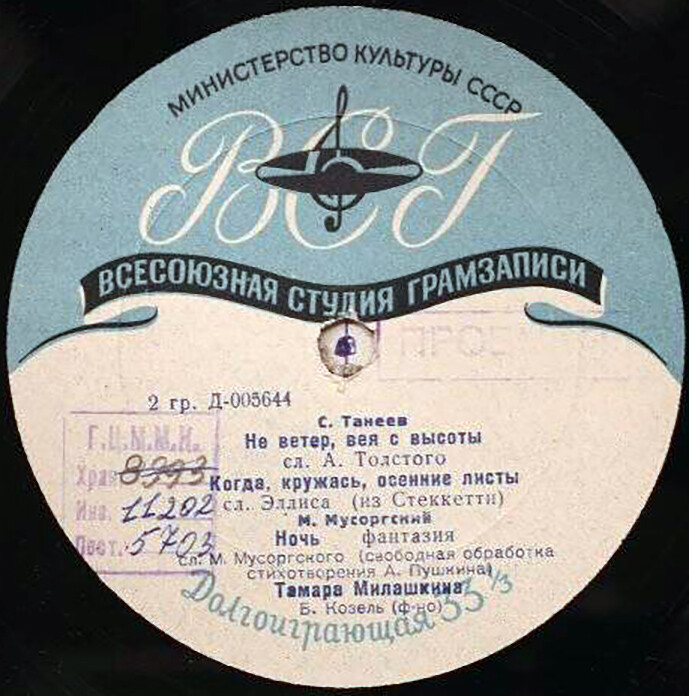 МИНИСТЕРСТВО КУЛЬТУРЫ СССР
ВСГ
ВСЕСОЮЗНАЯ СТУДИЯ ГРАМЗАПИСИ
2 гр. Д-005644
С. Танеев
Не ветер, вея с высоты
сл. А. Толстого
Когда, кружась, осенние листы
сл. Эллиса (из Стеккетти)
М. Мусоргский
Ночь фантазия
сл. М. Мусоргского (свободная обработка
стихотворения А. Пушкина)
Тамара Милашкина
Б. Козель (ф-но)
Долгоиграющая 33 1/3
Г.Ц.М.М.К.
Хран 8993
Инв. 11202
Пост. 5703